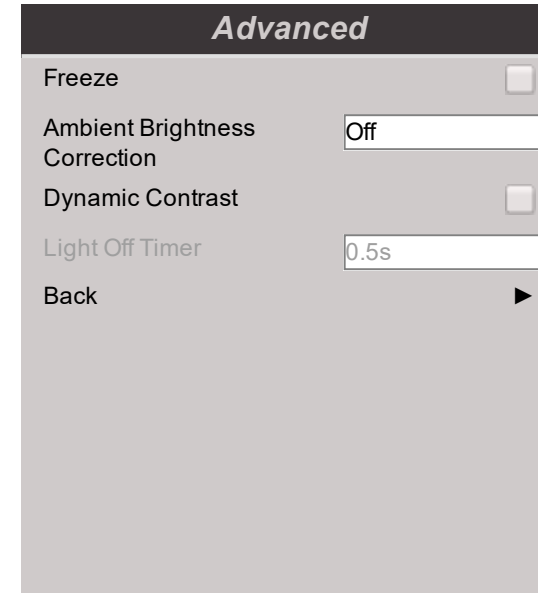 Advanced
Freeze
Ambient Brightness
Correction
Off
Dynamic Contrast
Light Off Timer
0.5s
Back